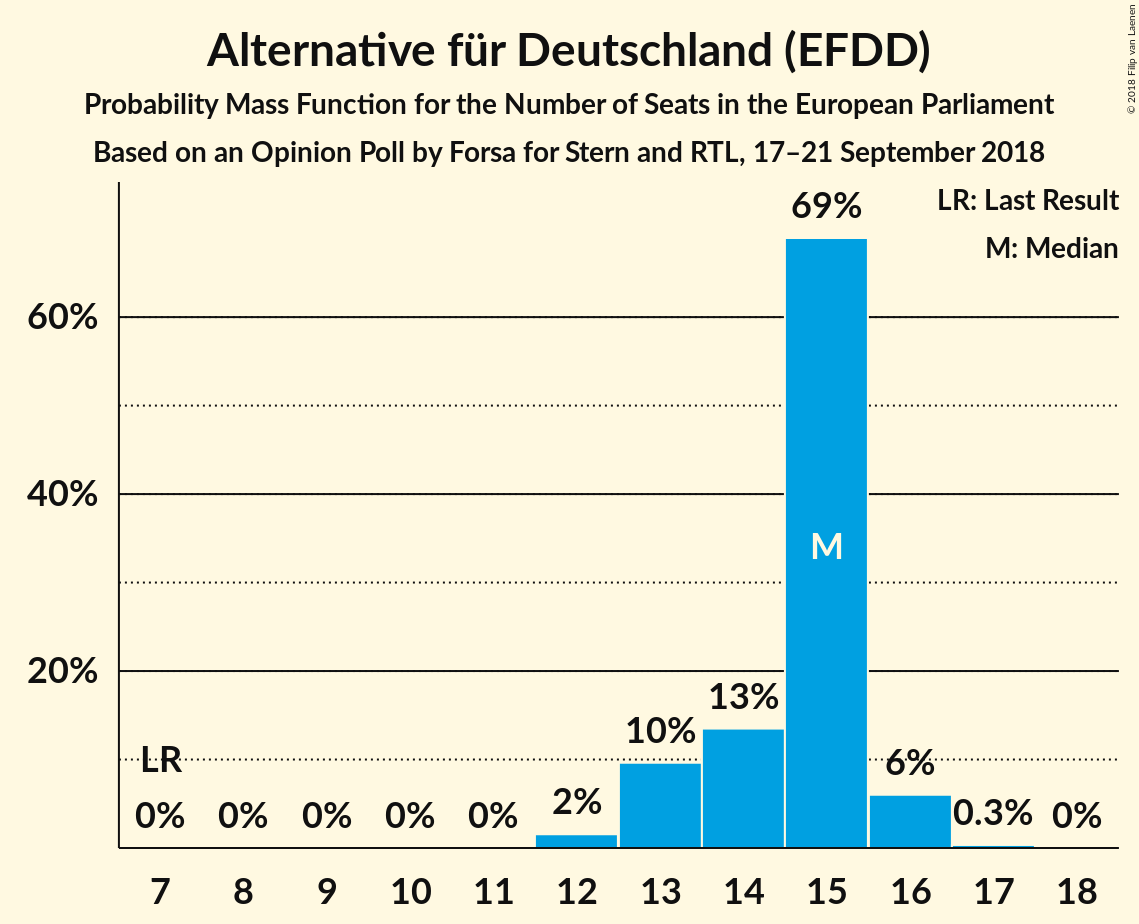 Alternative für Deutschland (EFDD)
Probability Mass Function for the Number of Seats in the European Parliament
Based on an Opinion Poll by Forsa for Stern and RTL, 17–21 September 2018
© 2018 Filip van Laenen
LR: Last Result
M: Median
60%
40%
20%
LR
0%
0%
0%
0%
0%
2%
10%
13%
69%
M
6%
0.3%
0%
7 8 9 10 11 12 13 14 15 16 17 18